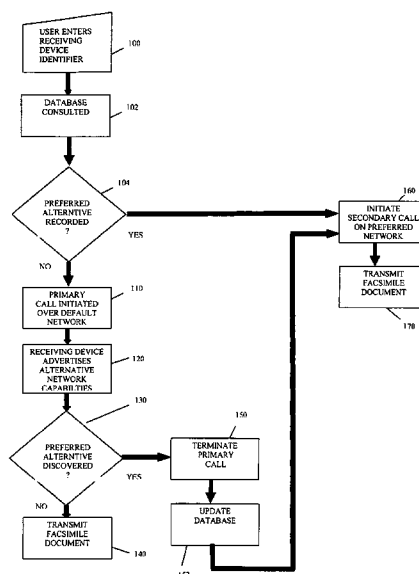 USER ENTERS
RECEIVING
DEVICE
IDENTIFIER
100
DATABASE
CONSULTED
102
104
PREFERRED
ALTERNTIVE
RECORDED
?
YES
NO
160
INITIATE
SECONDARY CALL
ON PREFERRED
NETWORK
TRANSMIT
FACSIMILE
DOCUMENT
170
110
PRIMARY
CALL INITIATED
OVER DEFAULT
NETWORK
120
RECEIVING DEVICE
ADVERTISES
ALTERNATIVE
NETWORK
CAPABILTIES
130
PREFERRED
ALTERNTIVE
DISCOVERED
?
YES
NO
150
TERMINATE
PRIMARY
CALL
UPDATE
DATABASE
TRANSMIT
FACSIMILE
DOCUMENT
140